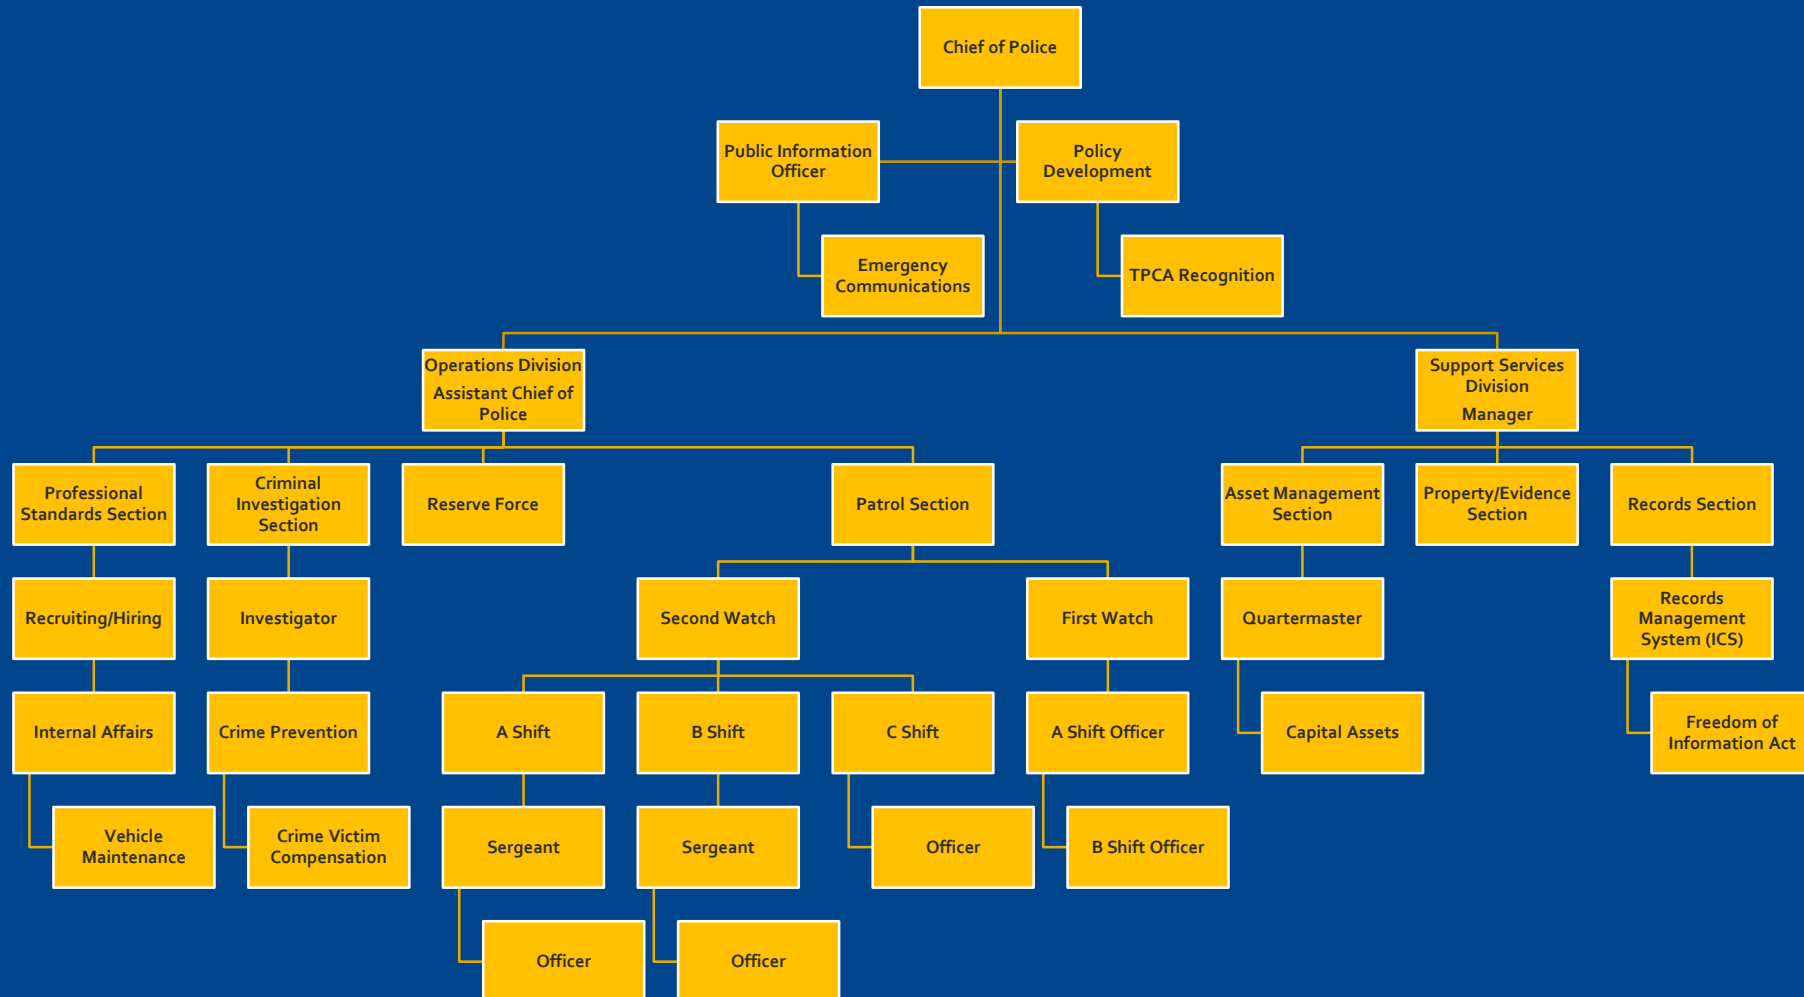 Chief of Police
Public Information
Officer
Policy
Development
Emergency
Communications
TPCA Recognition
Operations Division
Assistant Chief of
Police
Support Services
Division
Manager
Professional
Standards Section
Criminal
Investigation
Section
Reserve Force
Patrol Section
Asset Management
Section
Property/Evidence
Section
Records Section
Recruiting/Hiring
Investigator
Second Watch
First Watch
Quartermaster
Records
Management
System (ICS)
Internal Affairs
Crime Prevention
A Shift
B Shift
C Shift
A Shift Officer
Capital Assets
Freedom of
Information Act
Vehicle
Maintenance
Crime Victim
Compensation
Sergeant
Sergeant
Officer
B Shift Officer
Officer
Officer